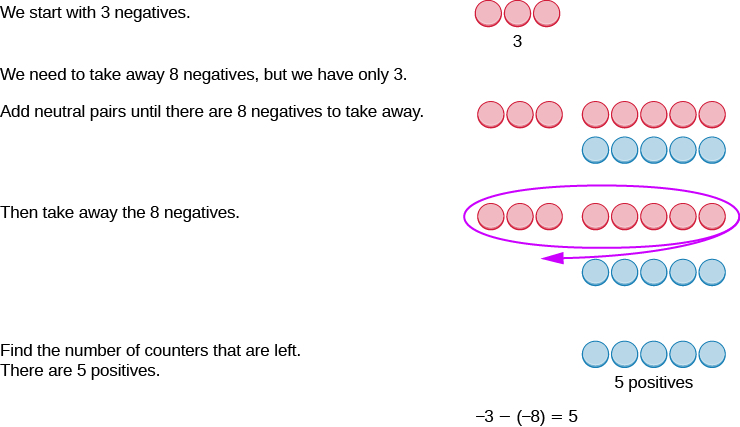 We start with 3 negatives.
3
We need to take away 8 negatives, but we have only 3.
Add neutral pairs until there are 8 negatives to take away.
Then take away the 8 negatives.
Find the number of counters that are left.
There are 5 positives.
5 positives
–3 – (–8) = 5